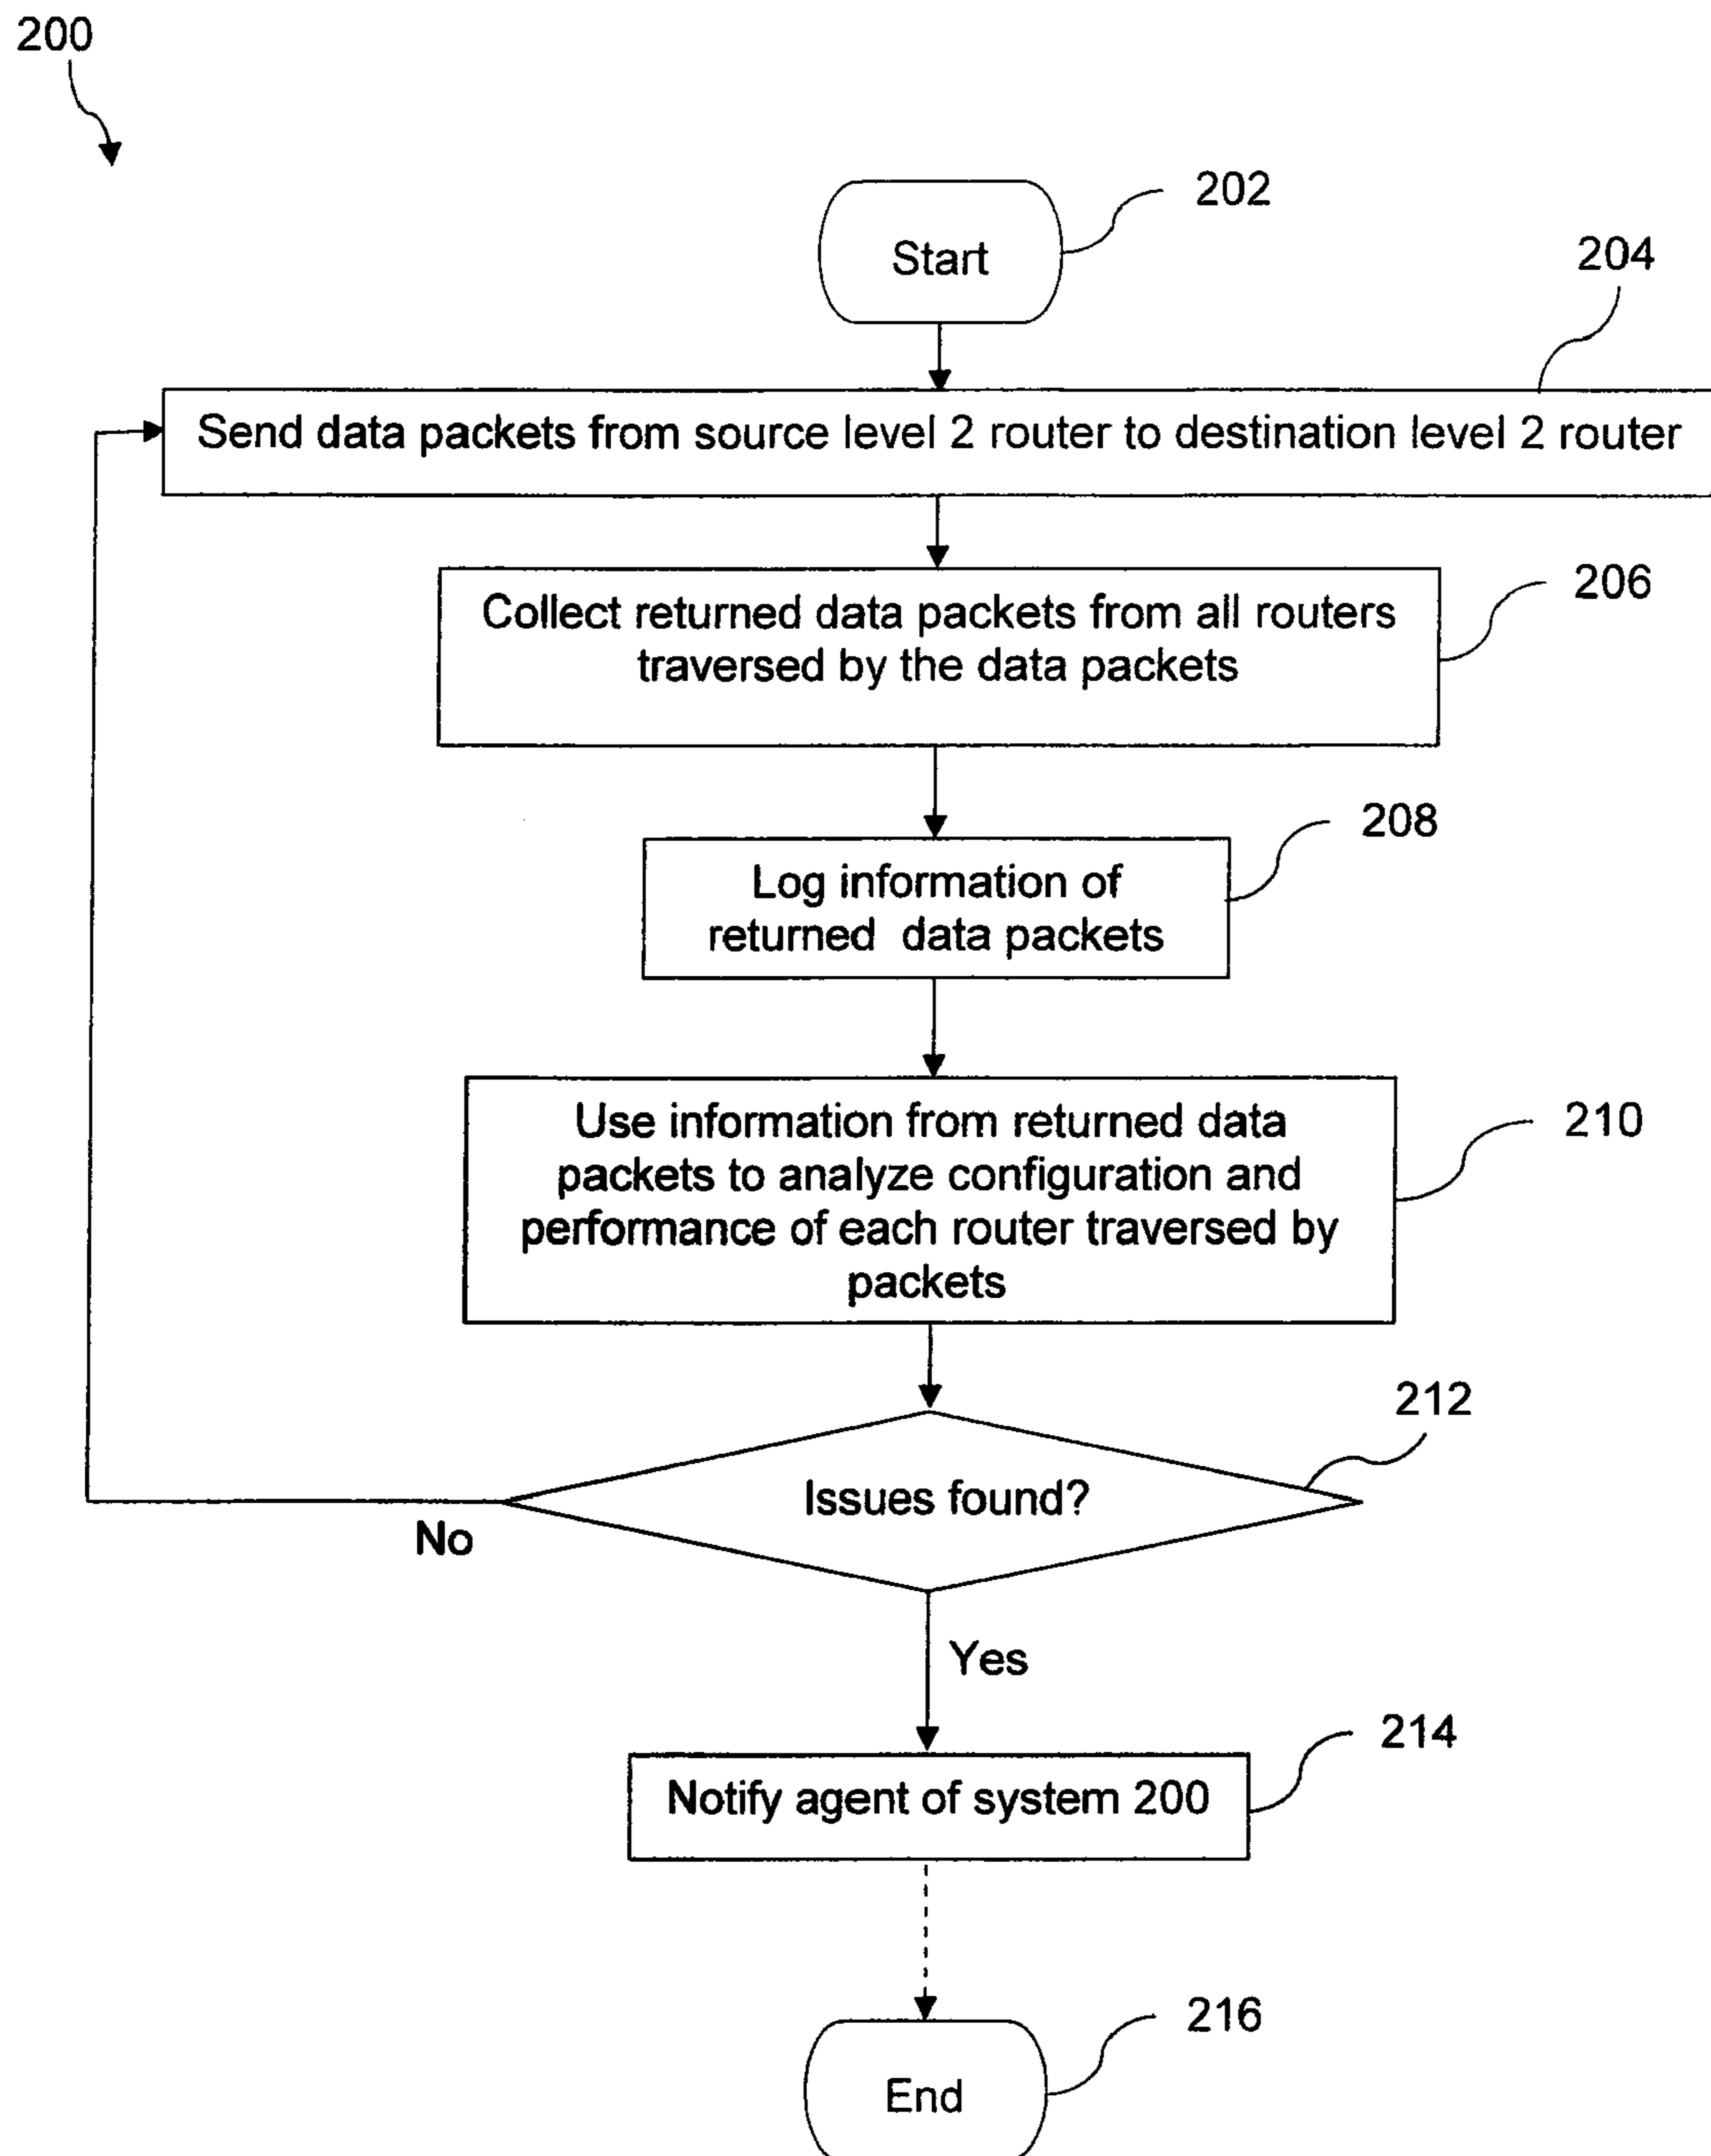 200
202
Start
204
Send data packets from source level 2 router to destination level 2 router
206
Collect returned data packets from all routers
traversed by the data packets
208
Log information of
returned data packets
210
Use information from returned data
packets to analyze configuration and
performance of each router traversed by
packets
212
Issues found?
No
Yes
214
Notify agent of system 200
216
End